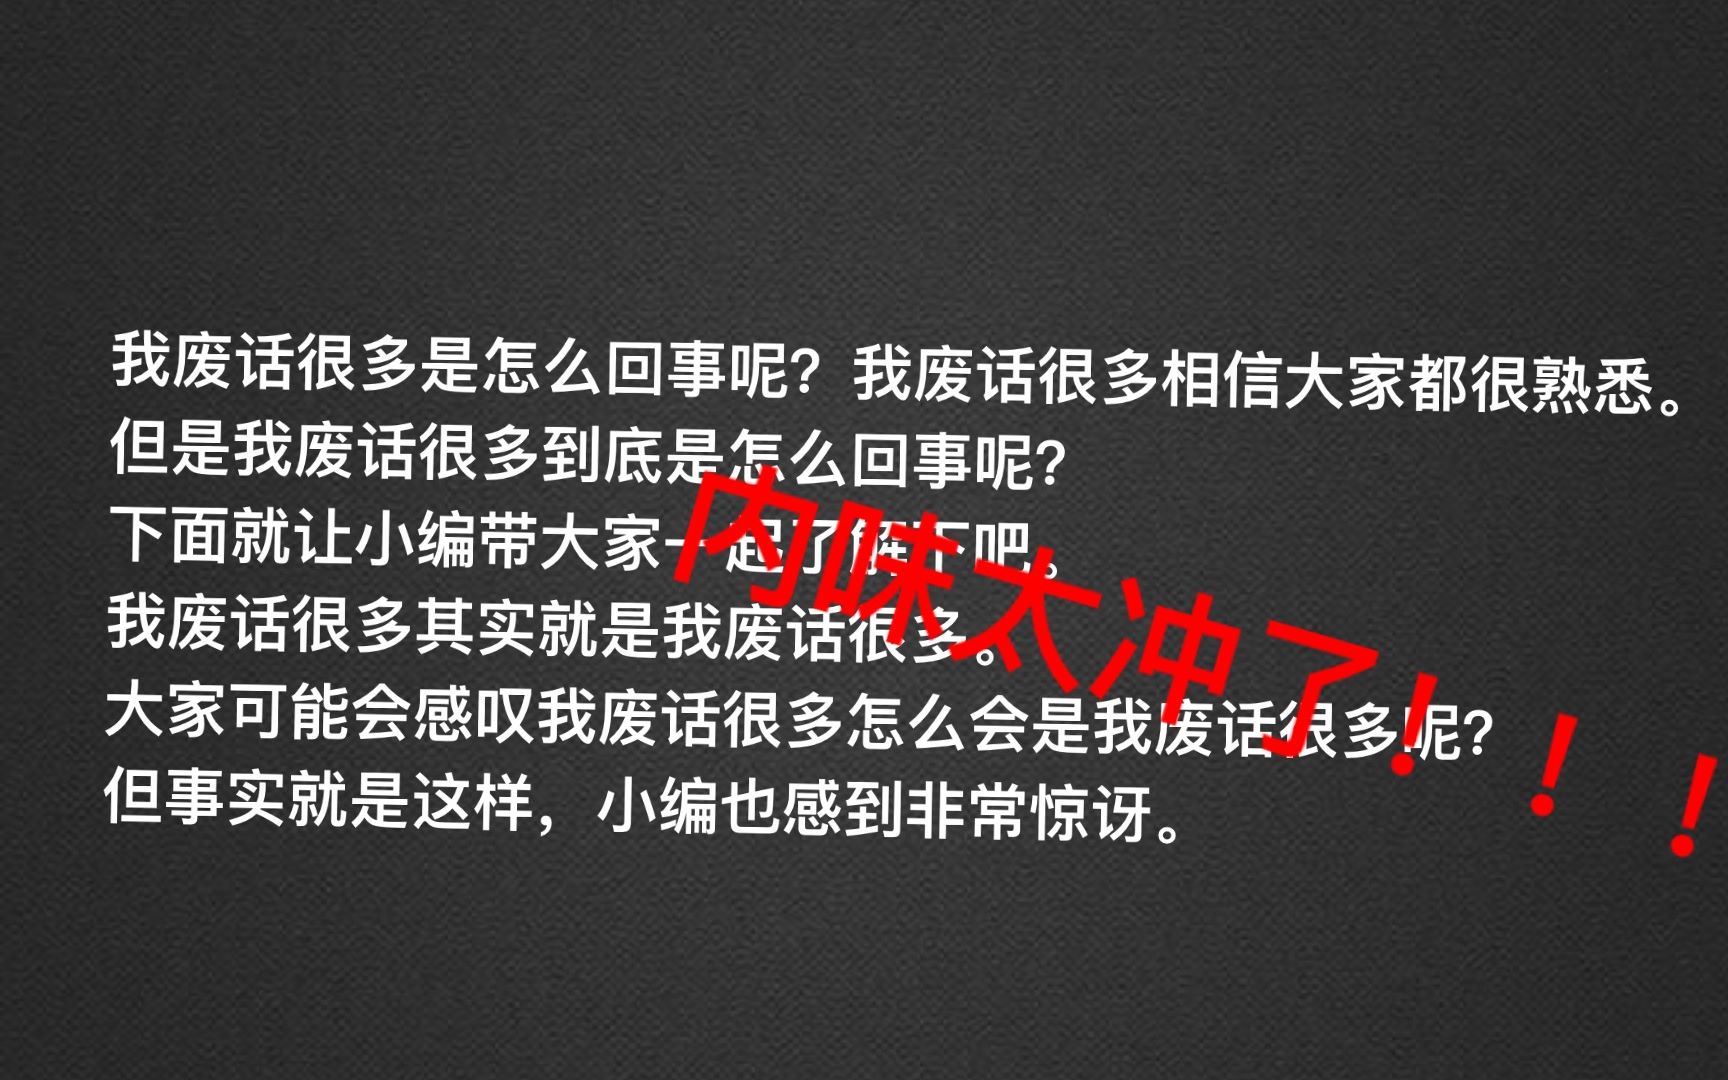 我废话很多是怎么回事呢？我废话很多相信大家都很熟悉。
但是我废话很多到底是怎么回事呢？
下面就让小编带大家一起了解下吧。
我废话很多其实就是我废话很多。
大家可能会感叹我废话很多怎么会是我废话很多呢？
但事实就是这样，小编也感到非常惊讶。
内味太冲了！！！